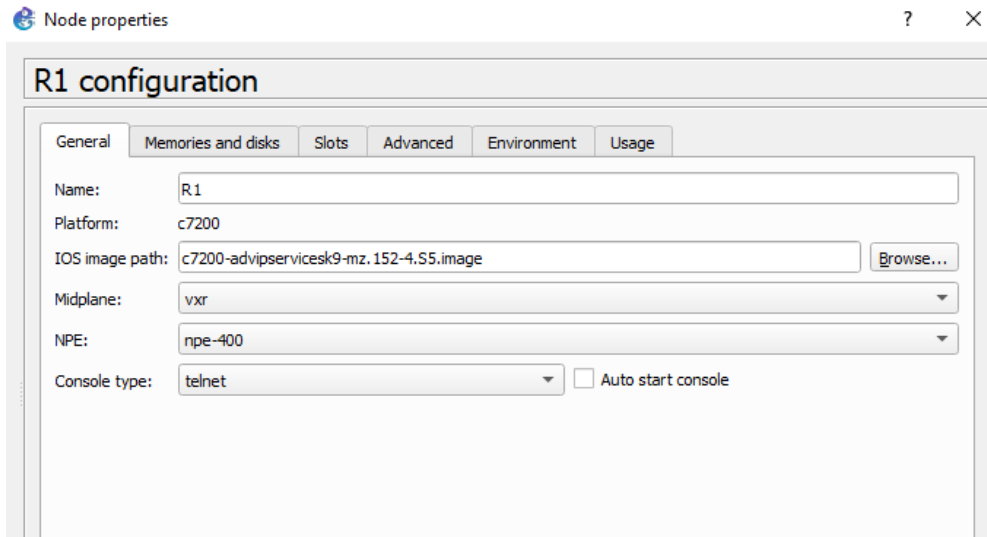 Node properties ? ×
R1 configuration
General Memories and disks Slots Advanced Environment Usage
Name: R1
Platform: c7200
IOS image path: c7200-advipservicesk9-mz.152-4.S5.image Browse...
Midplane: vxr
NPE: npe-400
Console type: telnet Auto start console